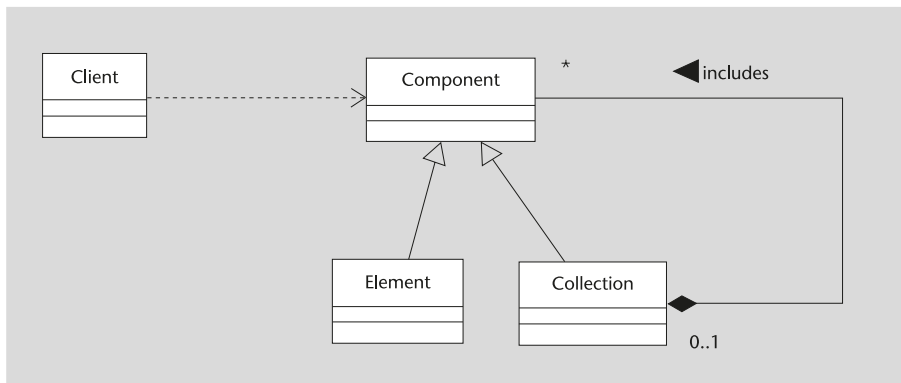 Client
Component
*
◀ includes
Element
Collection
0..1